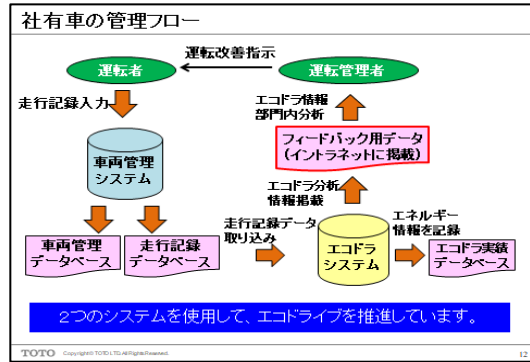 社有車の管理フロー
運転改善指示
運転者
運転管理者
走行記録入力
エコドラ情報
部門内分析
車両管理
システム
フィードバック用データ
(イントラネットに掲載)
エコドラ分析
情報掲載
車両管理
データベース
走行記録
データベース
走行記録データ
取り込み
エコドラ
システム
エネルギー
情報を記録
エコドラ実績
データベース
2つのシステムを使用して、エコドライブを推進しています。
TOTO Copyright © TOTO LTD. All Rights Reserved.
12